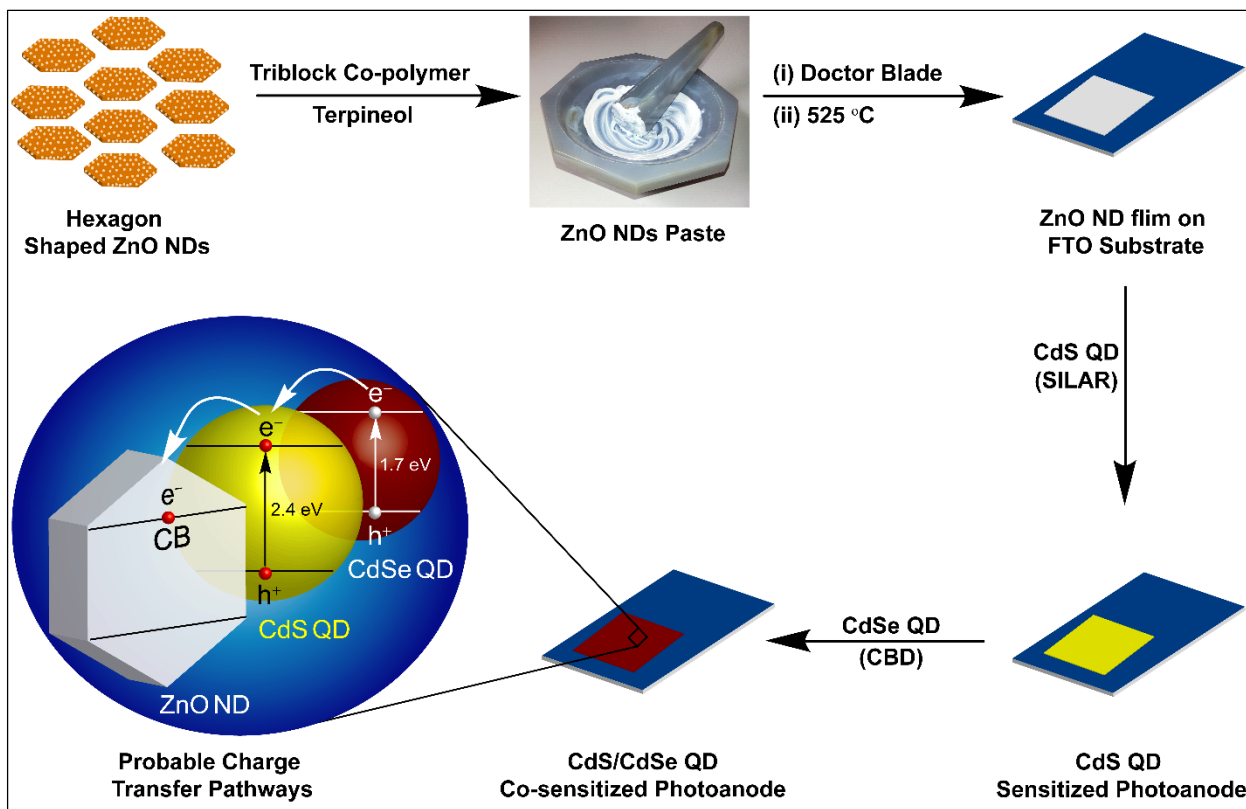 Triblock Co-polymer
Terpineol
(i) Doctor Blade
(ii) 525 °C
Hexagon
Shaped ZnO NDs
ZnO NDs Paste
ZnO ND flim on
FTO Substrate
CdS QD
(SILAR)
e⁻
1.7 eV
h⁺
CdSe QD
e⁻
2.4 eV
h⁺
CdS QD
e⁻
CB
ZnO ND
CdSe QD
(CBD)
Probable Charge
Transfer Pathways
CdS/CdSe QD
Co-sensitized Photoanode
CdS QD
Sensitized Photoanode